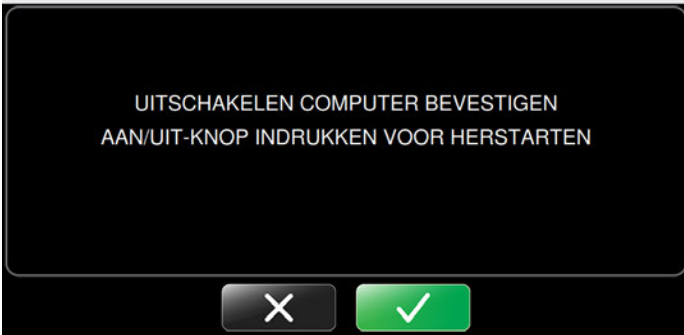 UITSCHAKELEN COMPUTER BEVESTIGEN
AAN/UIT-KNOP INDRUKKEN VOOR HERSTARTEN